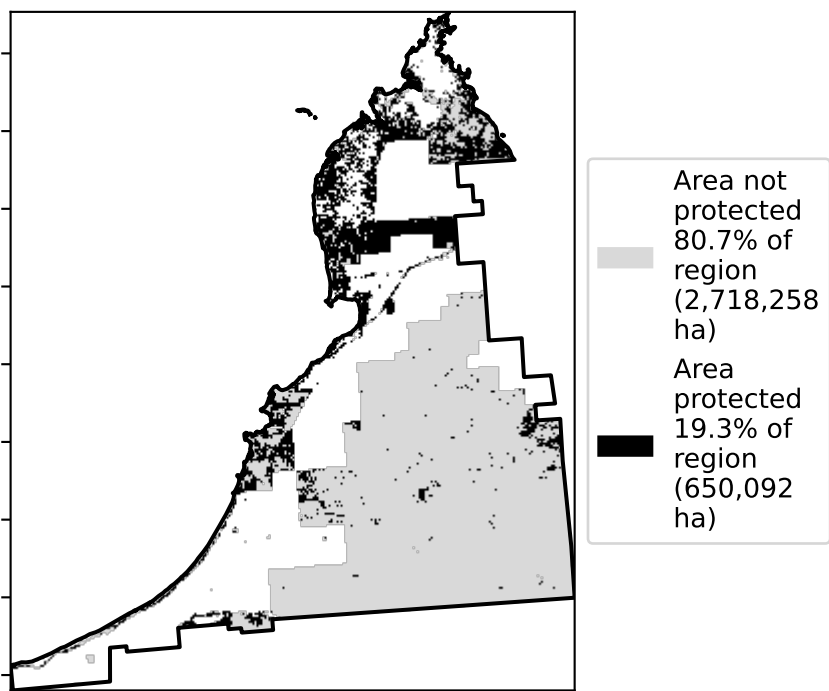 Area not
protected
80.7% of
region
(2,718,258
ha)
Area
protected
19.3% of
region
(650,092
ha)